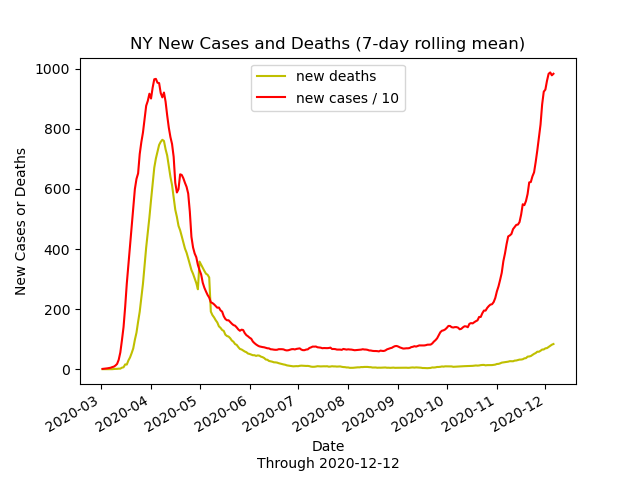 NY New Cases and Deaths (7-day rolling mean)
new deaths
new cases / 10
1000
800
600
400
200
0
New Cases or Deaths
2020-03
2020-04
2020-05
2020-06
2020-07
2020-08
2020-09
2020-10
2020-11
2020-12
Date
Through 2020-12-12